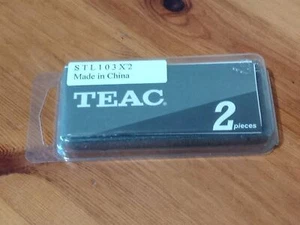 STL103X2
Made in China
TEAC.
2
pieces